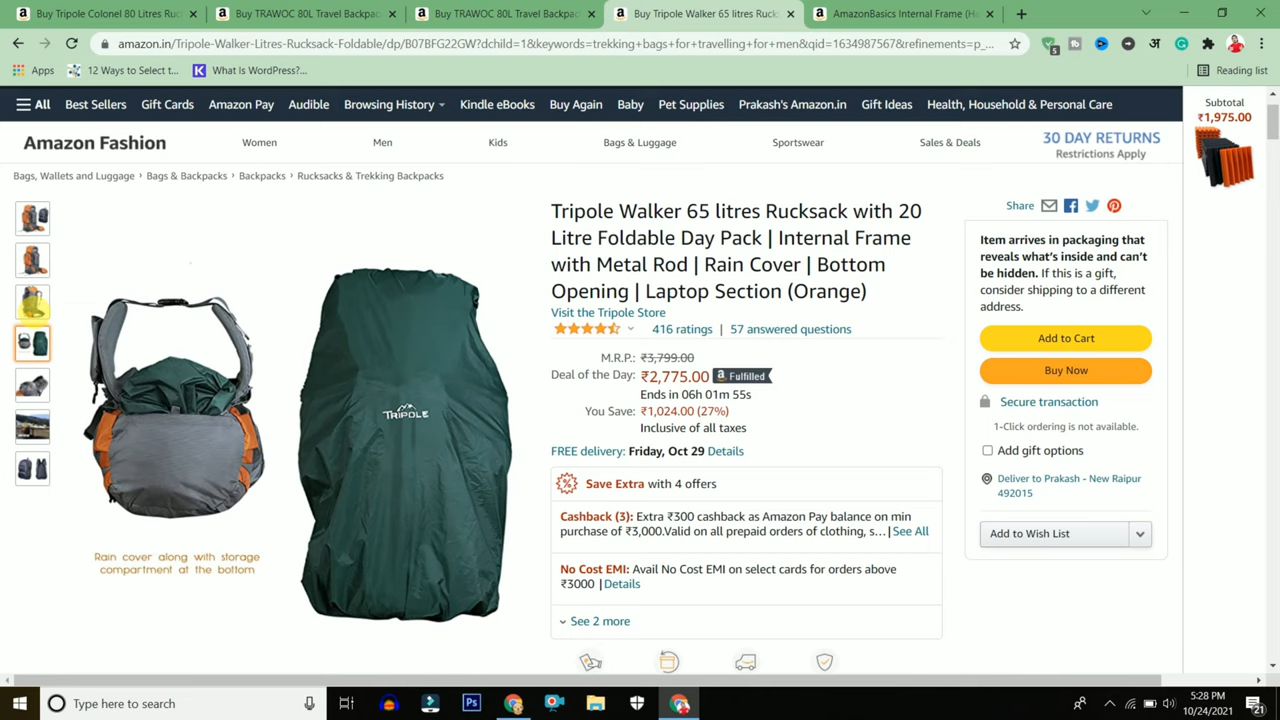 Buy Tripole Colonel 80 Litres Ruc
Buy TRAWOC 80L Travel Backpac
Buy TRAWOC 80L Travel Backpac
Buy Tripole Walker 65 litres Ruck
AmazonBasics Internal Frame (Ha
amazon.in/Tripole-Walker-Litres-Rucksack-Foldable/dp/B07BFG22GW?dchild=1&keywords=trekking+bags+for+travelling+for+men&qid=1634987567&refinements=p_...
Apps
12 Ways to Select t...
What Is WordPress?...
Reading list
All
Best Sellers
Gift Cards
Amazon Pay
Audible
Browsing History
Kindle eBooks
Buy Again
Baby
Pet Supplies
Prakash's Amazon.in
Gift Ideas
Health, Household & Personal Care
Subtotal
₹1,975.00
Amazon Fashion
Women
Men
Kids
Bags & Luggage
Sportswear
Sales & Deals
30 DAY RETURNS
Restrictions Apply
Bags, Wallets and Luggage › Bags & Backpacks › Backpacks › Rucksacks & Trekking Backpacks
TRIPOLE
Rain cover along with storage
compartment at the bottom
Tripole Walker 65 litres Rucksack with 20
Litre Foldable Day Pack | Internal Frame
with Metal Rod | Rain Cover | Bottom
Opening | Laptop Section (Orange)
Visit the Tripole Store
416 ratings | 57 answered questions
M.R.P.: ₹3,799.00
Deal of the Day: ₹2,775.00 Fulfilled
Ends in 06h 01m 55s
You Save: ₹1,024.00 (27%)
Inclusive of all taxes
FREE delivery: Friday, Oct 29 Details
Save Extra with 4 offers
Cashback (3): Extra ₹300 cashback as Amazon Pay balance on min
purchase of ₹3,000.Valid on all prepaid orders of clothing, s... | See All
No Cost EMI: Avail No Cost EMI on select cards for orders above
₹3000 | Details
See 2 more
Share
Item arrives in packaging that
reveals what's inside and can't
be hidden. If this is a gift,
consider shipping to a different
address.
Add to Cart
Buy Now
Secure transaction
1-Click ordering is not available.
Add gift options
Deliver to Prakash - New Raipur
492015
Add to Wish List
Type here to search
Ps
5:28 PM
10/24/2021
21
5
अ